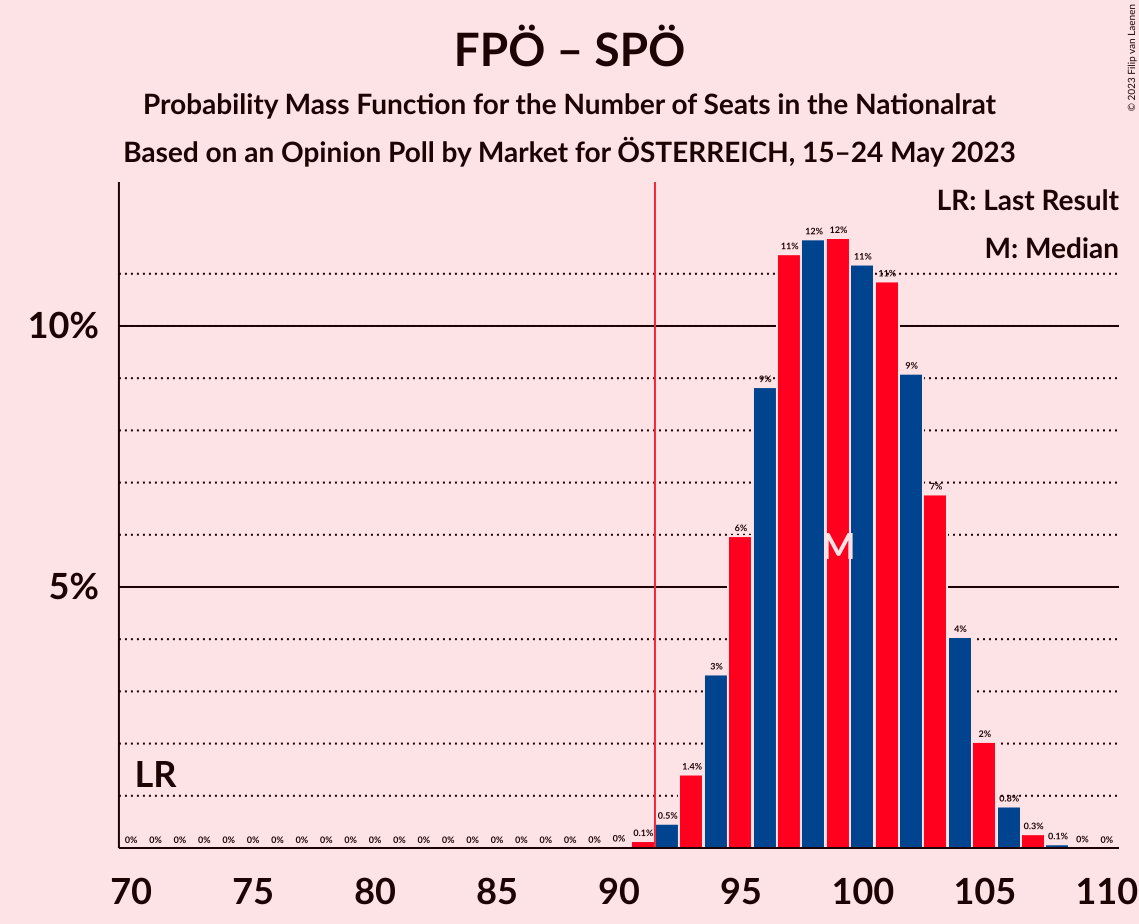 FPÖ – SPÖ
Probability Mass Function for the Number of Seats in the Nationalrat
Based on an Opinion Poll by Market for ÖSTERREICH, 15–24 May 2023
© 2023 Filip van Laenen
LR: Last Result
M: Median
10%
5%
LR
M
0% 0% 0% 0% 0% 0% 0% 0% 0% 0% 0% 0% 0% 0% 0% 0% 0% 0% 0% 0% 0% 0.1% 0.5% 1.4% 3% 6% 9% 11% 12% 12% 11% 11% 9% 7% 4% 2% 0.8% 0.3% 0.1% 0% 0%
70 75 80 85 90 95 100 105 110